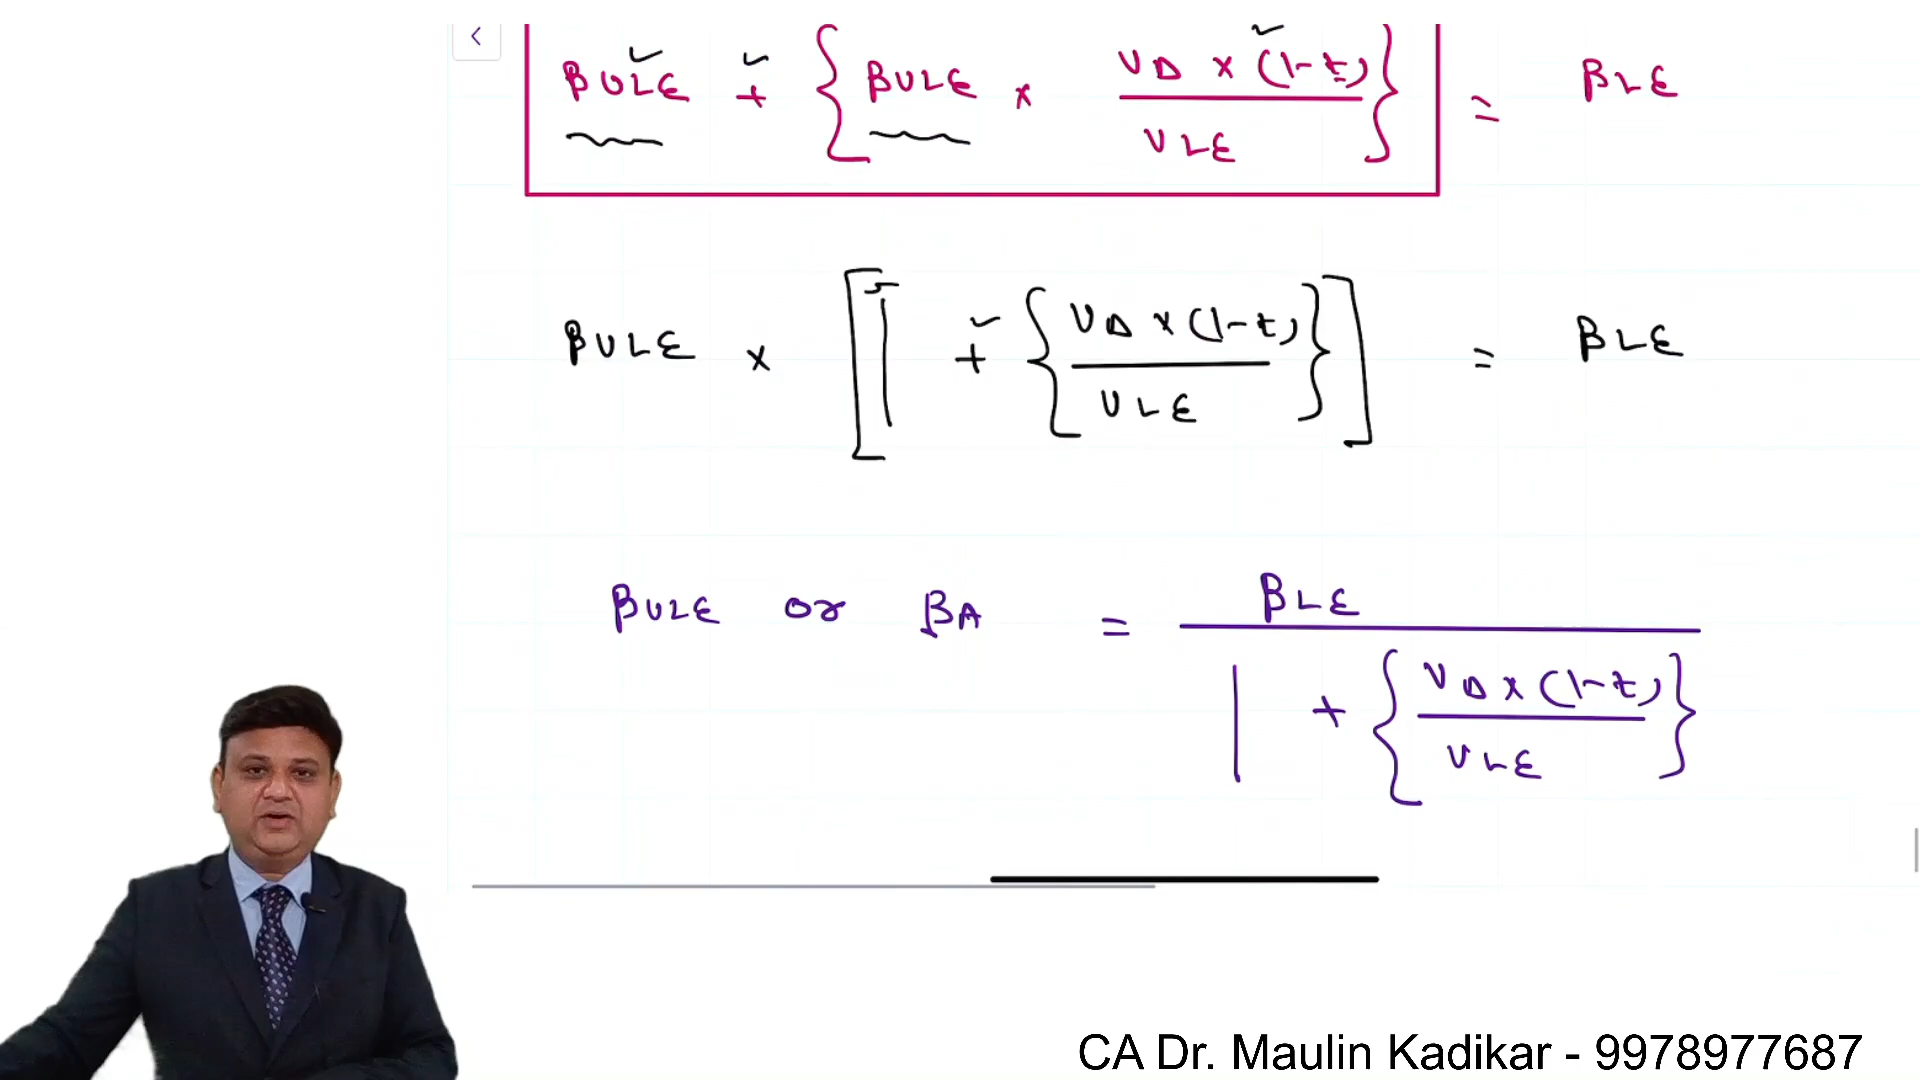 βULE + { βULE × VD × (1-t) / VLE } = βLE
βULE × [ 1 + { VD × (1-t) / VLE } ] = βLE
βULE or βA = βLE / 1 + { VD × (1-t) / VLE }
CA Dr. Maulin Kadikar - 9978977687